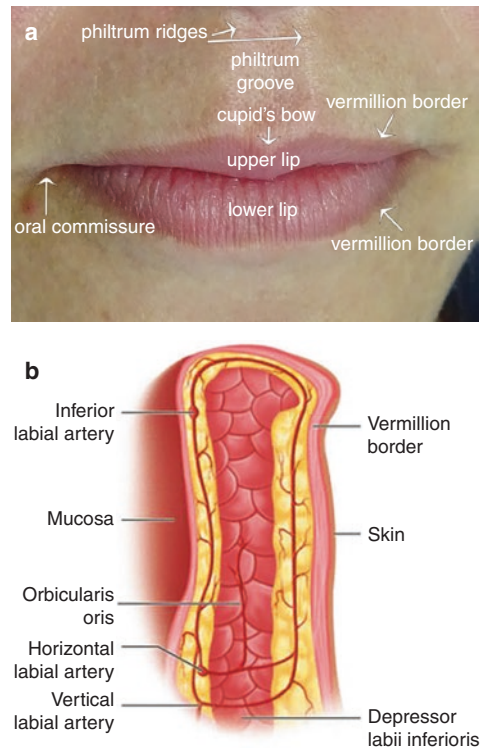 a
philtrum ridges
philtrum
groove
cupid's bow
vermillion border
upper lip
lower lip
oral commissure
vermillion border
b
Inferior
labial artery
Vermillion
border
Mucosa
Skin
Orbicularis
oris
Horizontal
labial artery
Vertical
labial artery
Depressor
labii inferioris